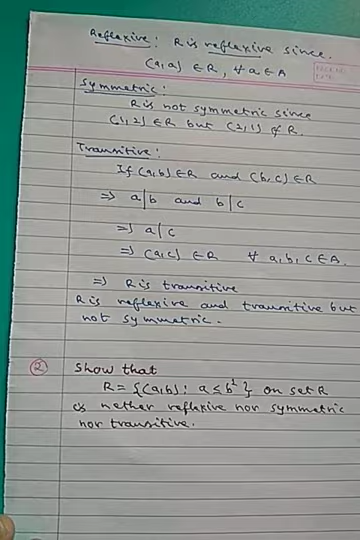 Reflexive: R is reflexive since.
(a,a) ∈ R, ∀ a ∈ A
Symmetric:
R is not symmetric since
(1,2) ∈ R but (2,1) ∉ R.
Transitive:
If (a,b) ∈ R and (b,c) ∈ R
⇒ a|b and b|c
⇒ a|c
⇒ (a,c) ∈ R ∀ a,b,c ∈ A.
⇒ R is transitive
R is reflexive and transitive but
not symmetric.
② Show that
R = {(a,b): a ≤ b²} on set R
is nether reflexive nor symmetric
nor transitive.